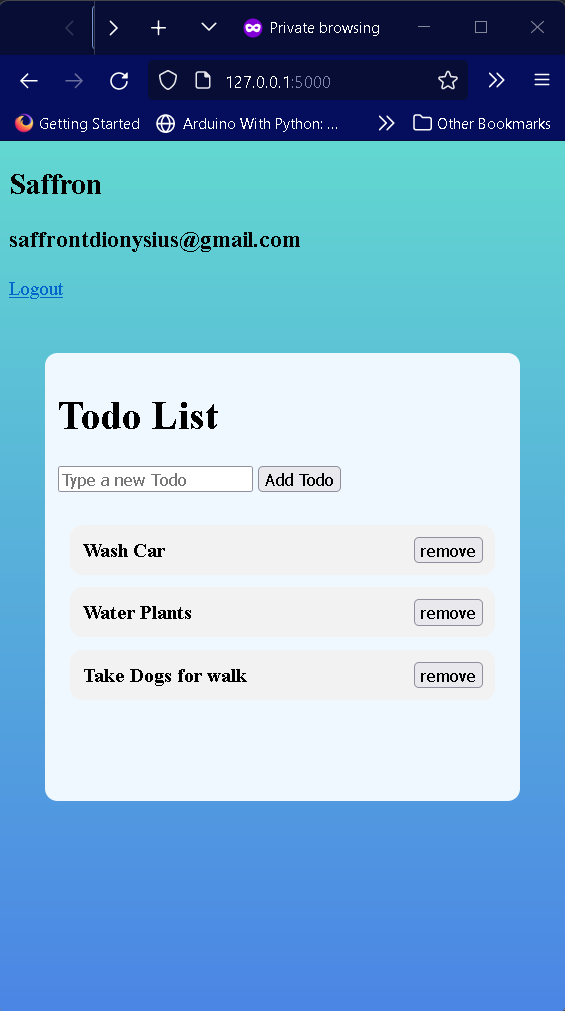 Private browsing
127.0.0.1:5000
Getting Started Arduino With Python: ... Other Bookmarks
Saffron
saffrontdionysius@gmail.com
Logout
Todo List
Type a new Todo Add Todo
Wash Car remove
Water Plants remove
Take Dogs for walk remove